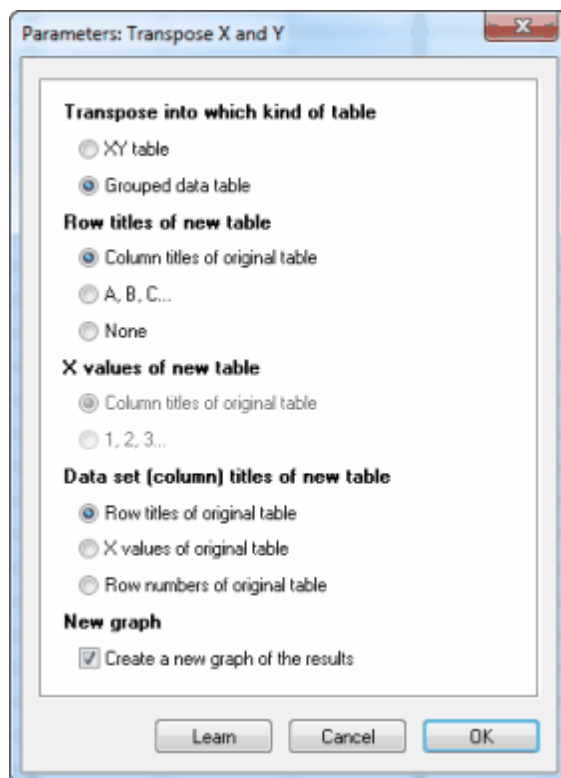 Parameters: Transpose X and Y
Transpose into which kind of table
XY table
Grouped data table
Row titles of new table
Column titles of original table
A, B, C...
None
X values of new table
Column titles of original table
1, 2, 3...
Data set (column) titles of new table
Row titles of original table
X values of original table
Row numbers of original table
New graph
Create a new graph of the results
Learn
Cancel
OK